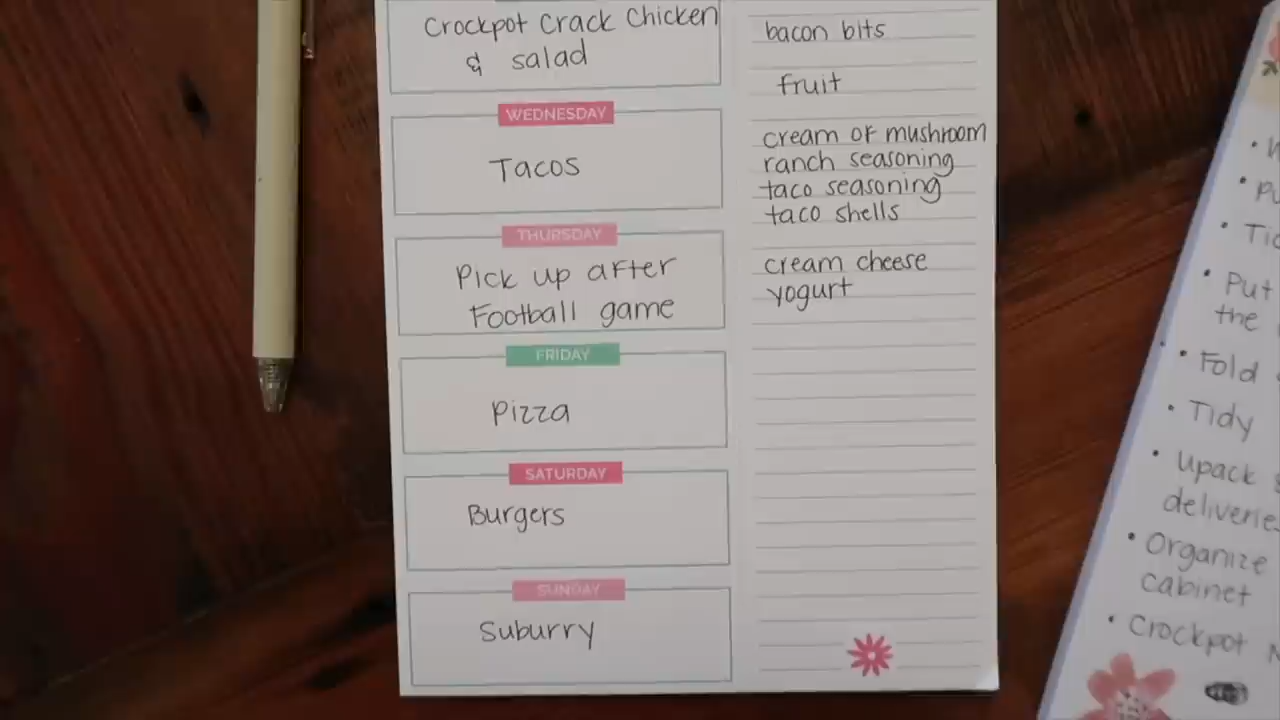 Crockpot Crack Chicken
& salad
WEDNESDAY
Tacos
THURSDAY
Pick up after
Football game
FRIDAY
Pizza
SATURDAY
Burgers
SUNDAY
Suburry
bacon bits
fruit
cream of mushroom
ranch seasoning
taco seasoning
taco shells
cream cheese
yogurt
Put
the
Fold
Tidy
Upack
deliverie
Organize
cabinet
Crockpot